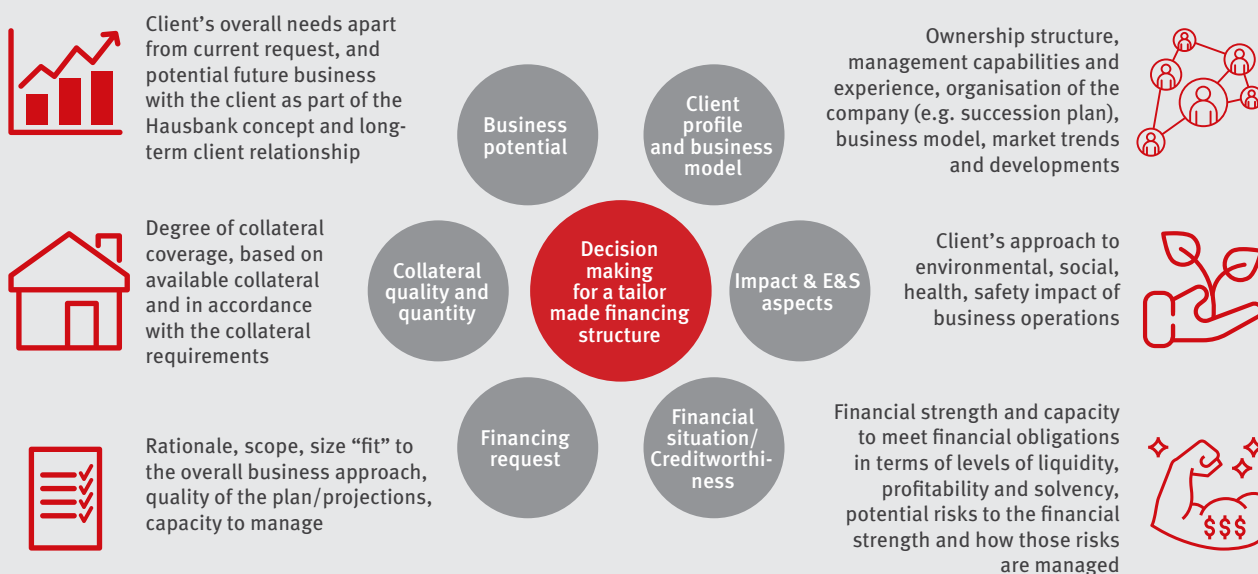 Client’s overall needs apart
from current request, and
potential future business
with the client as part of the
Hausbank concept and long-
term client relationship
Business
potential
Client
profile
and business
model
Ownership structure,
management capabilities and
experience, organisation of the
company (e.g. succession plan),
business model, market trends
and developments
Degree of collateral
coverage, based on
available collateral
and in accordance
with the collateral
requirements
Collateral
quality and
quantity
Decision
making
for a tailor
made financing
structure
Impact & E&S
aspects
Client’s approach to
environmental, social,
health, safety impact of
business operations
Rationale, scope, size “fit” to
the overall business approach,
quality of the plan/projections,
capacity to manage
Financing
request
Financial
situation/
Creditworthi-
ness
Financial strength and capacity
to meet financial obligations
in terms of levels of liquidity,
profitability and solvency,
potential risks to the financial
strength and how those risks
are managed
$$$